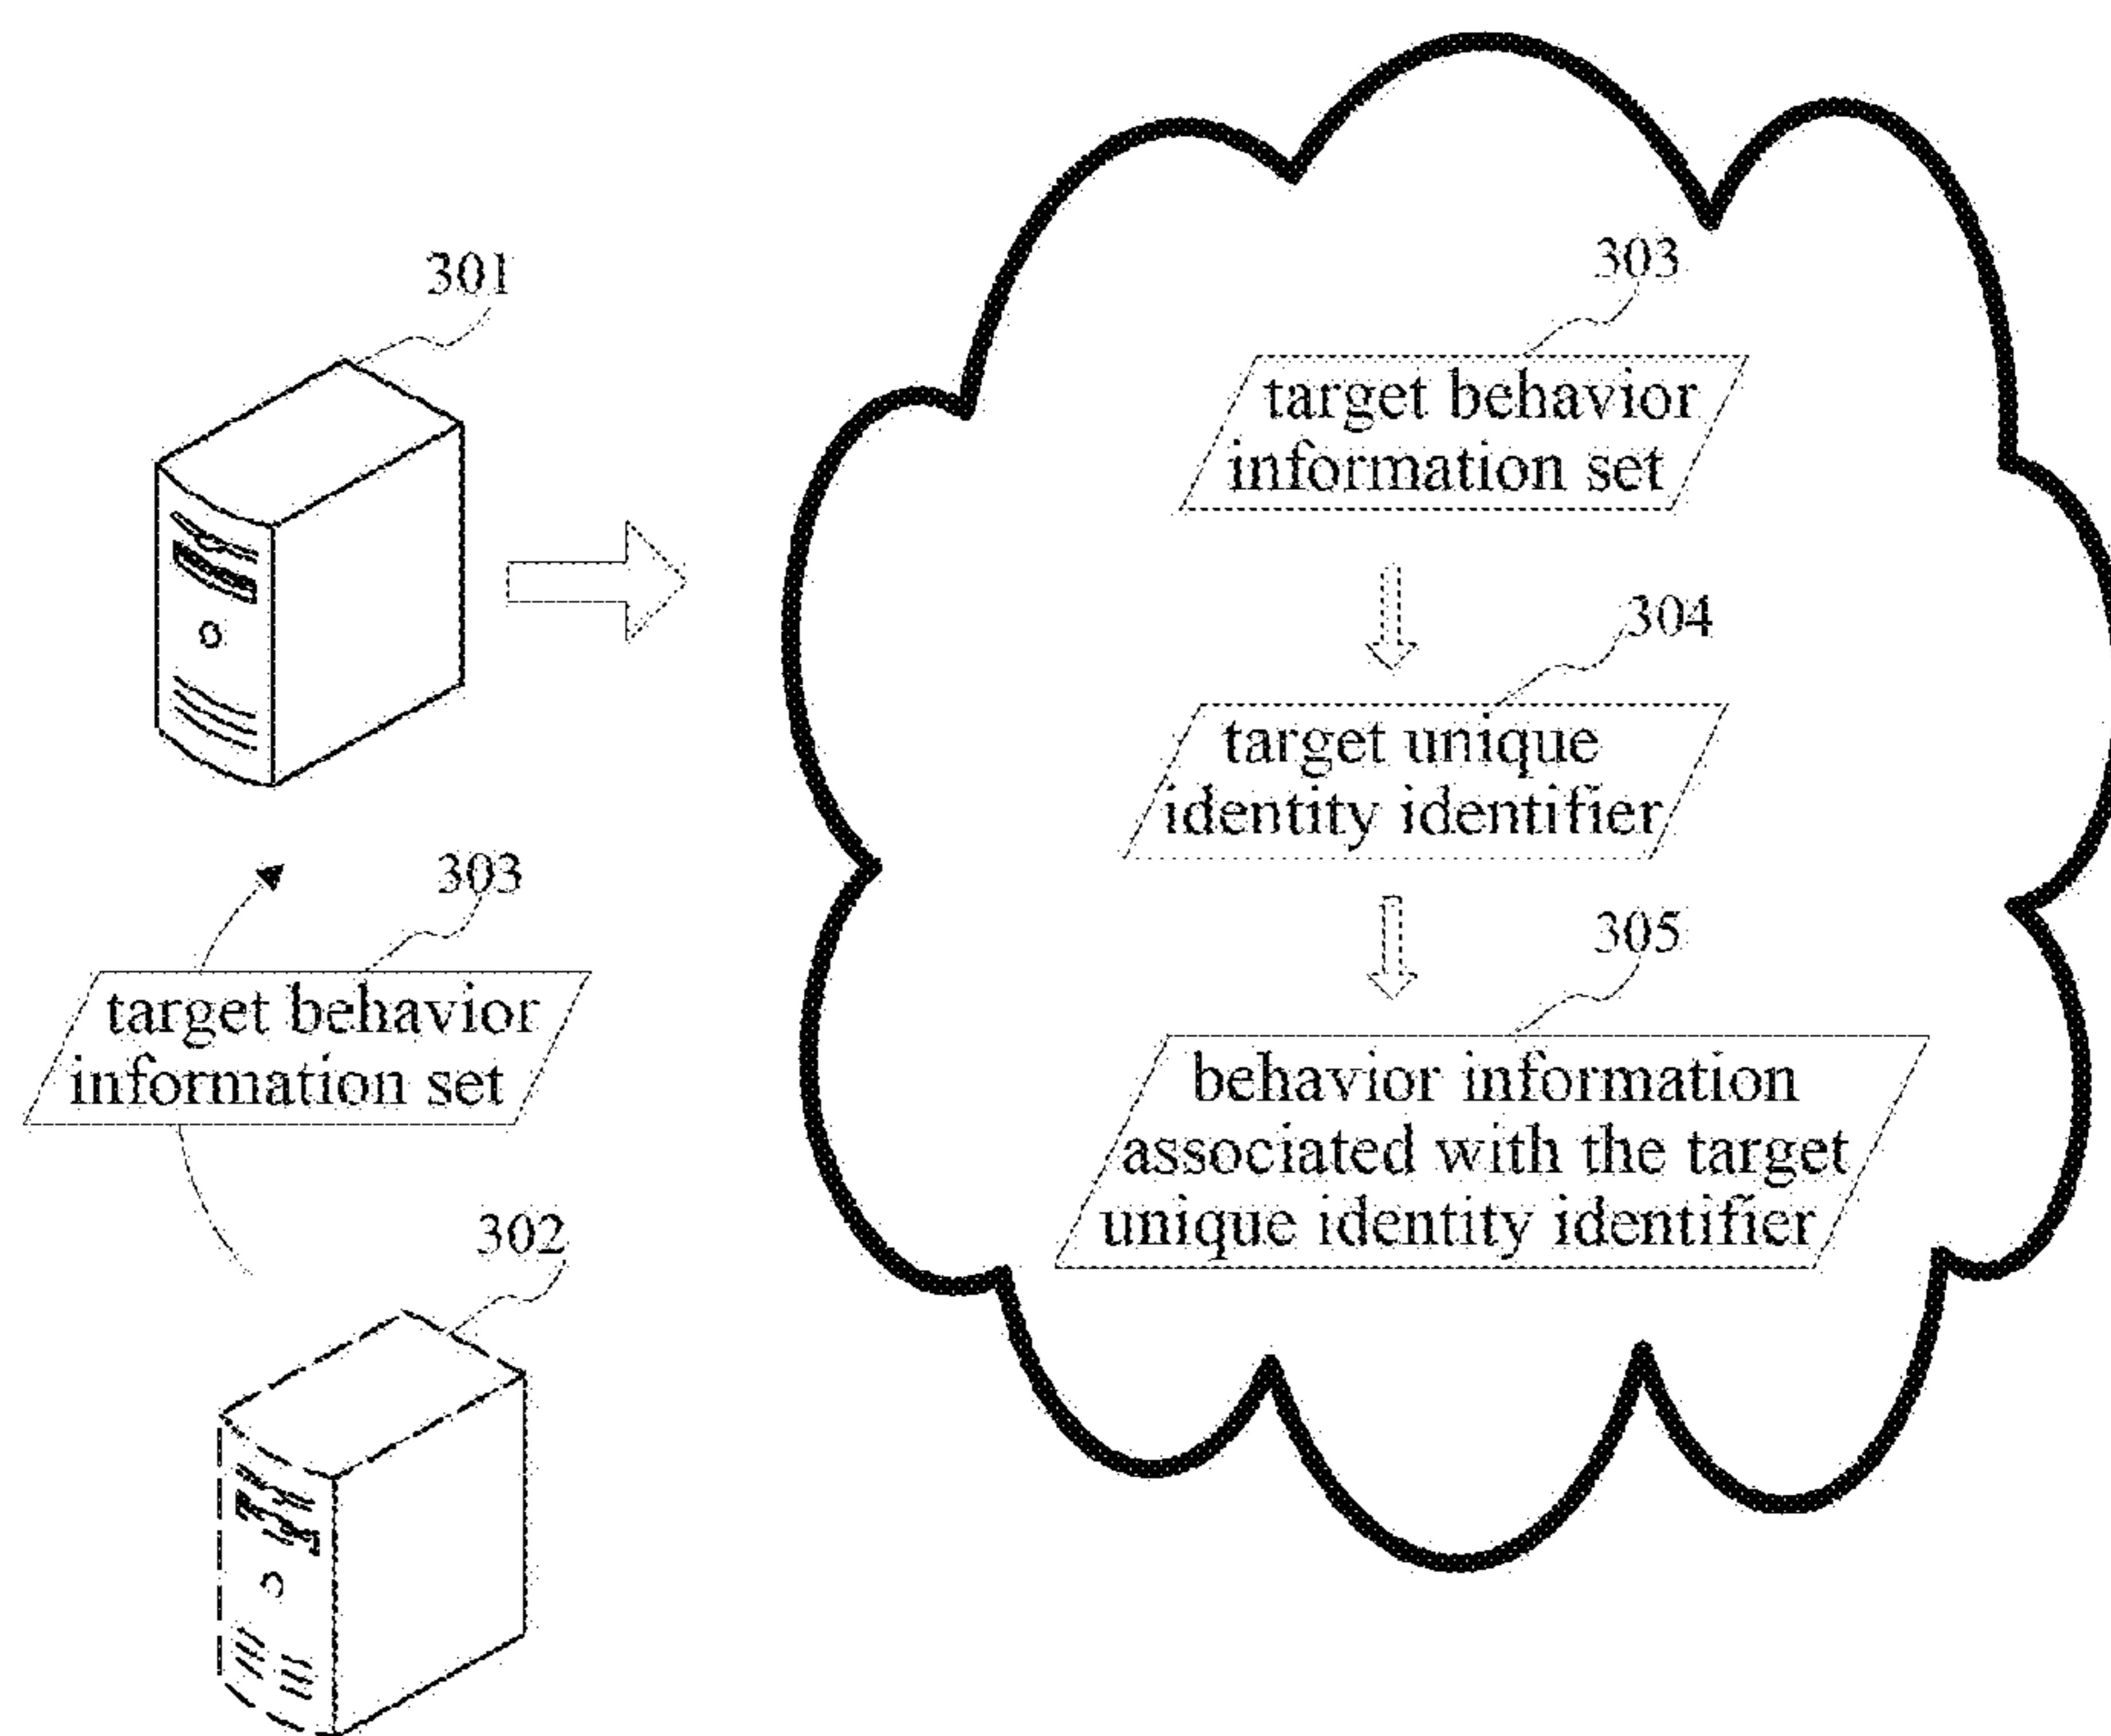 301
303
target behavior
information set
302
303
target behavior
information set
304
target unique
identity identifier
305
behavior information
associated with the target
unique identity identifier